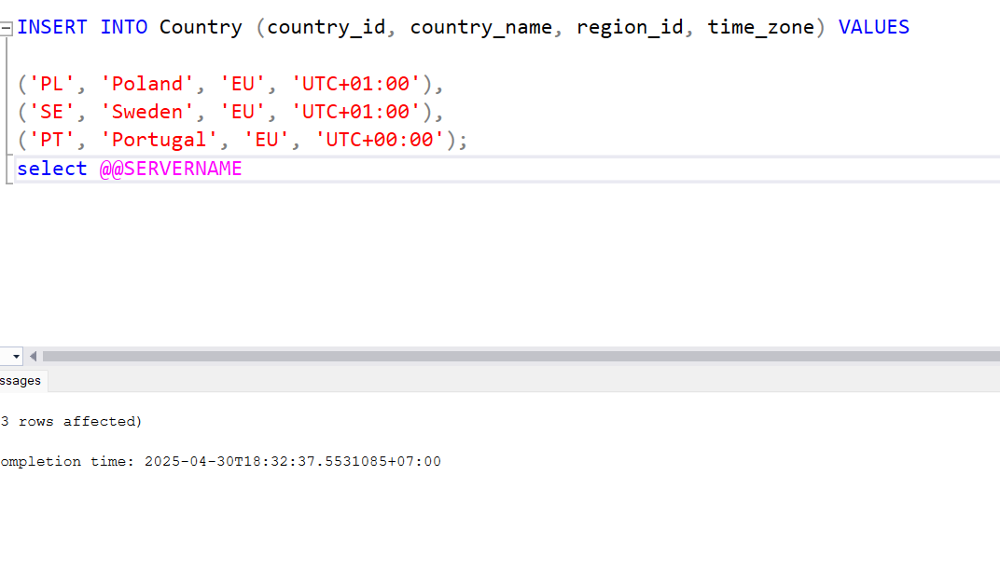 INSERT INTO Country (country_id, country_name, region_id, time_zone) VALUES
('PL', 'Poland', 'EU', 'UTC+01:00'),
('SE', 'Sweden', 'EU', 'UTC+01:00'),
('PT', 'Portugal', 'EU', 'UTC+00:00');
select @@SERVERNAME
ssages
3 rows affected)
ompletion time: 2025-04-30T18:32:37.5531085+07:00